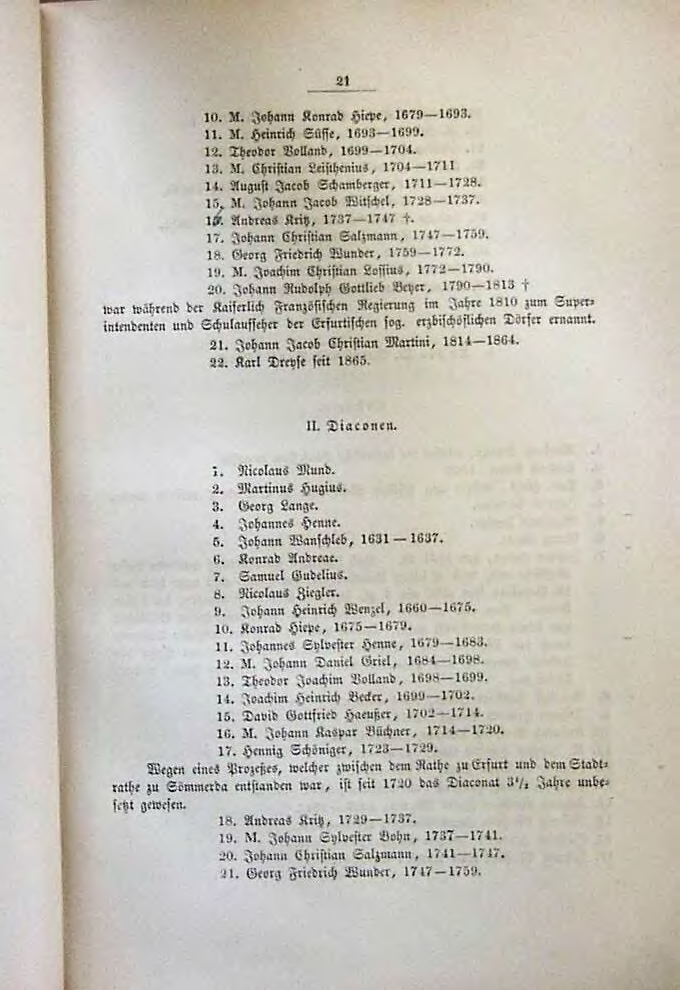 21
10. M. Johann Konrad Hiepe, 1679—1693.
11. M. Heinrich Süffe, 1693—1699.
12. Theodor Volland, 1699—1704.
13. M. Christian Leisthenius, 1704—1711
14. August Jacob Schamberger, 1711—1728.
15. M. Johann Jacob Witschel, 1728—1737.
16. Andreas Kritz, 1737—1747 †.
17. Johann Christian Salzmann, 1747—1759.
18. Georg Friedrich Wunder, 1759—1772.
19. M. Joachim Christian Lossius, 1772—1790.
20. Johann Rudolph Gottlieb Beyer, 1790—1813 †
war während der Kaiserlich Französischen Regierung im Jahre 1810 zum Super-
intendenten und Schulaufseher der Erfurtischen sog. erzbischöflichen Dörfer ernannt.
21. Johann Jacob Christian Martini, 1814—1864.
22. Karl Dreyse seit 1865.
II. Diaconen.
1. Nicolaus Mund.
2. Martinus Hugius.
3. Georg Lange.
4. Johannes Henne.
5. Johann Wanschleb, 1631—1637.
6. Konrad Andreae.
7. Samuel Gudelius.
8. Nicolaus Ziegler.
9. Johann Heinrich Wenzel, 1660—1675.
10. Konrad Hiepe, 1675—1679.
11. Johannes Sylvester Henne, 1679—1683.
12. M. Johann Daniel Griel, 1684—1698.
13. Theodor Joachim Volland, 1698—1699.
14. Joachim Heinrich Becker, 1699—1702.
15. David Gottfried Haeußer, 1702—1714.
16. M. Johann Kaspar Büchner, 1714—1720.
17. Hennig Schöniger, 1723—1729.
Wegen eines Prozeßes, welcher zwischen dem Rathe zu Erfurt und dem Stadt-
rathe zu Sömmerda entstanden war, ist seit 1720 das Diaconat 3½ Jahre unbe-
setzt gewesen.
18. Andreas Kritz, 1729—1737.
19. M. Johann Sylvester Bohn, 1737—1741.
20. Johann Christian Salzmann, 1741—1747.
21. Georg Friedrich Wunder, 1747—1759.